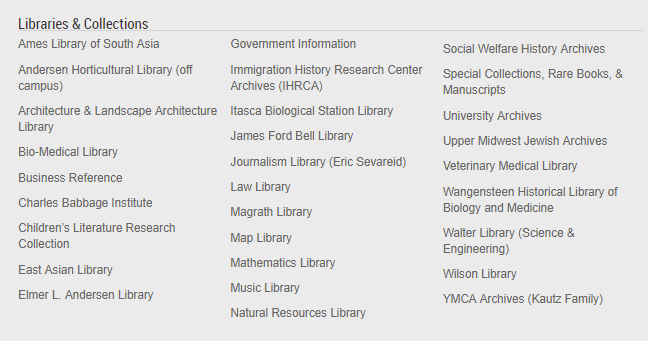 Libraries & Collections
Ames Library of South Asia
Andersen Horticultural Library (off
campus)
Architecture & Landscape Architecture
Library
Bio-Medical Library
Business Reference
Charles Babbage Institute
Children's Literature Research
Collection
East Asian Library
Elmer L. Andersen Library
Government Information
Immigration History Research Center
Archives (IHRCA)
Itasca Biological Station Library
James Ford Bell Library
Journalism Library (Eric Sevareid)
Law Library
Magrath Library
Map Library
Mathematics Library
Music Library
Natural Resources Library
Social Welfare History Archives
Special Collections, Rare Books, &
Manuscripts
University Archives
Upper Midwest Jewish Archives
Veterinary Medical Library
Wangensteen Historical Library of
Biology and Medicine
Walter Library (Science &
Engineering)
Wilson Library
YMCA Archives (Kautz Family)